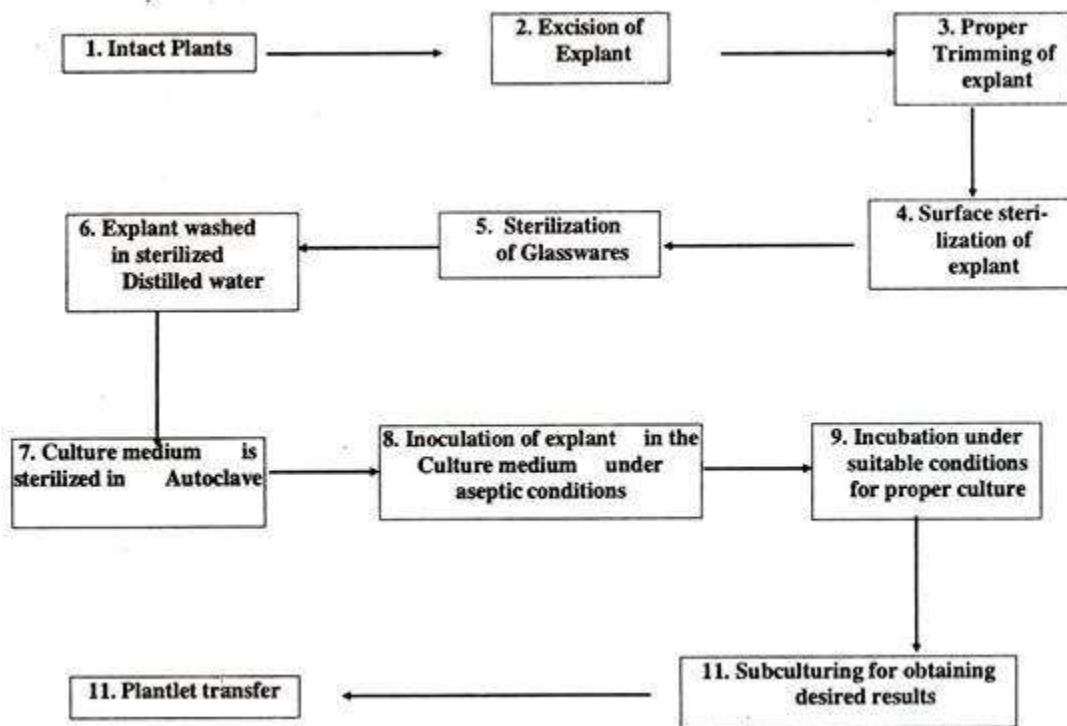 1. Intact Plants
2. Excision of
Explant
3. Proper
Trimming of
explant
4. Surface steri-
lization of
explant
5. Sterilization
of Glasswares
6. Explant washed
in sterilized
Distilled water
7. Culture medium is
sterilized in Autoclave
8. Inoculation of explant in the
Culture medium under
aseptic conditions
9. Incubation under
suitable conditions
for proper culture
11. Subculturing for obtaining
desired results
11. Plantlet transfer